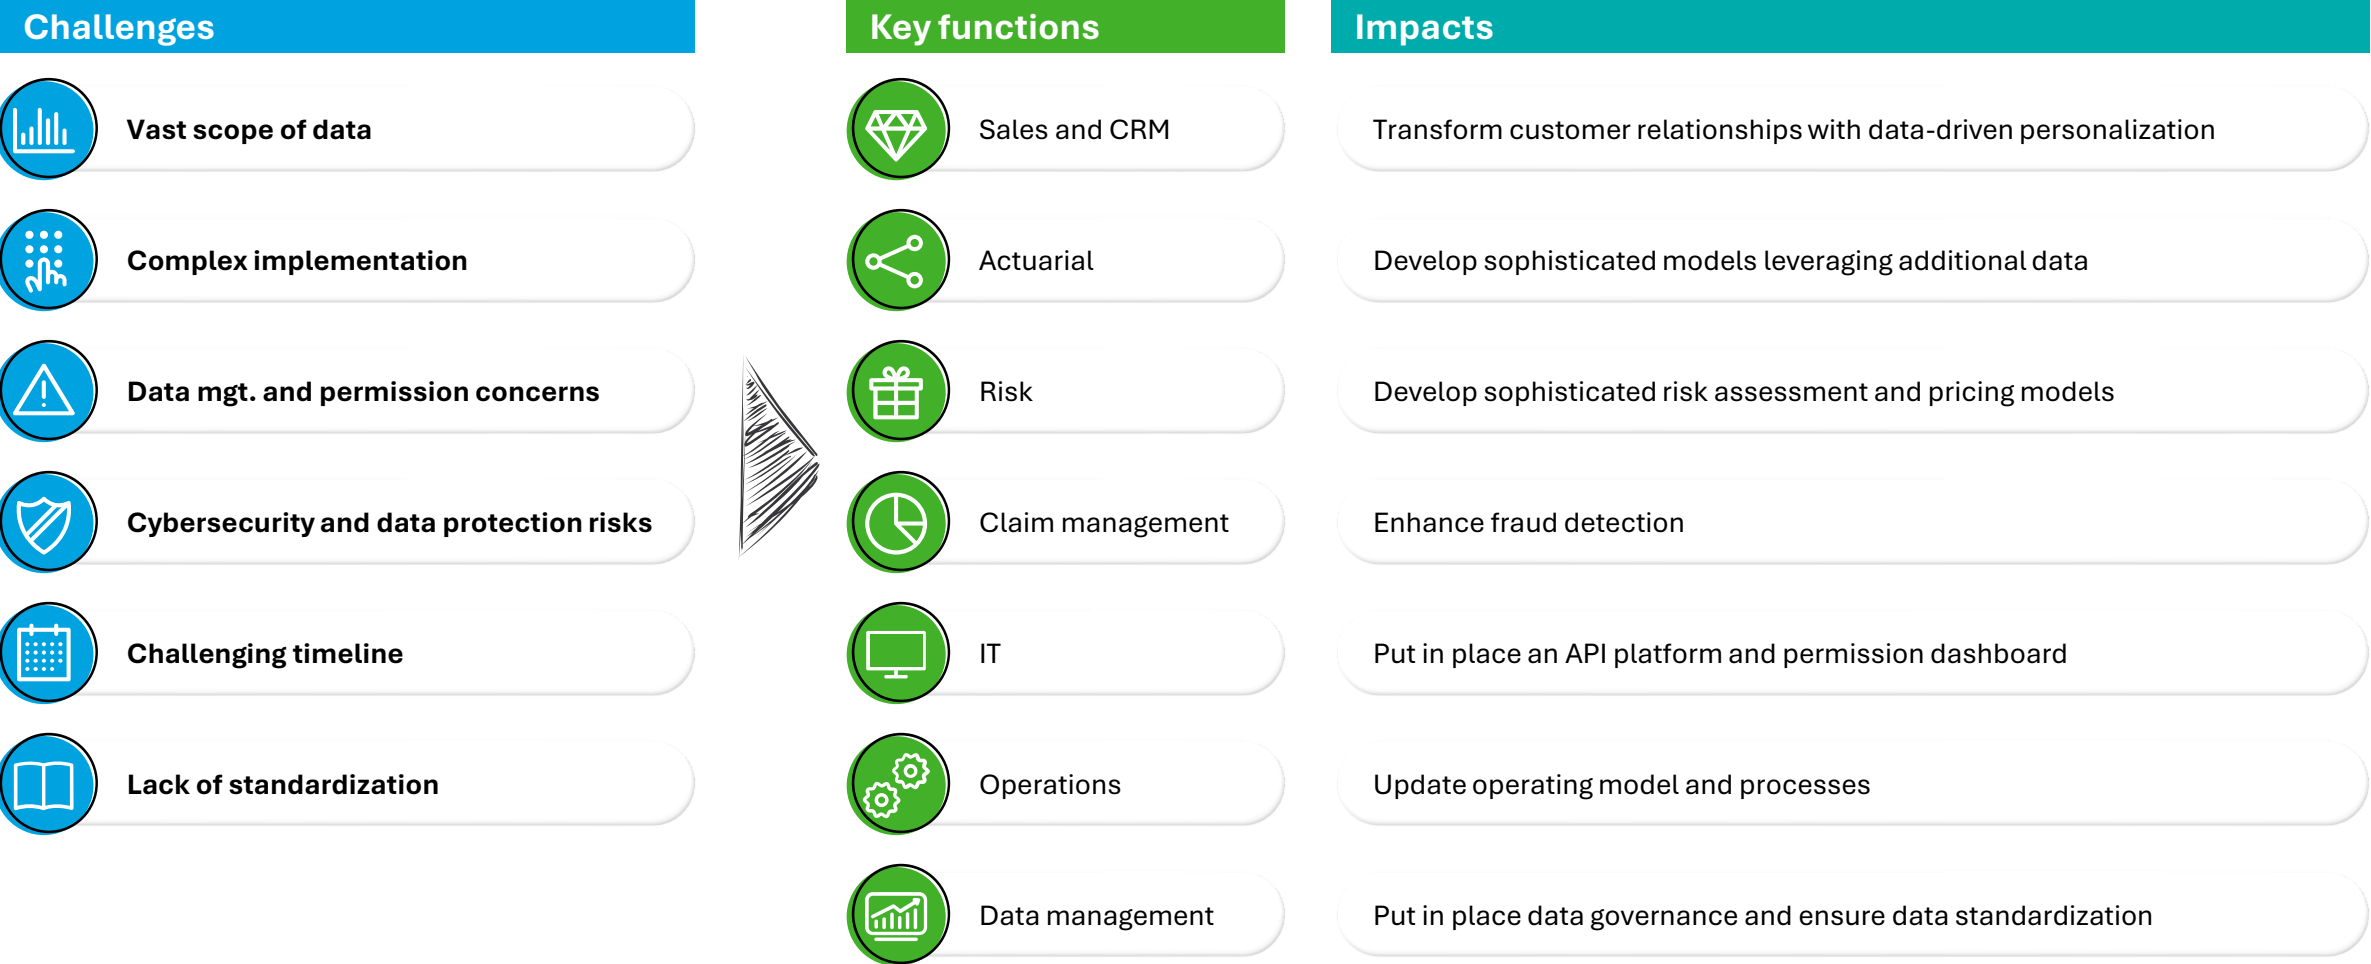 Challenges
Key functions
Impacts
Vast scope of data
Sales and CRM
Transform customer relationships with data-driven personalization
Complex implementation
Actuarial
Develop sophisticated models leveraging additional data
Data mgt. and permission concerns
Risk
Develop sophisticated risk assessment and pricing models
Cybersecurity and data protection risks
Claim management
Enhance fraud detection
Challenging timeline
IT
Put in place an API platform and permission dashboard
Lack of standardization
Operations
Update operating model and processes
Data management
Put in place data governance and ensure data standardization